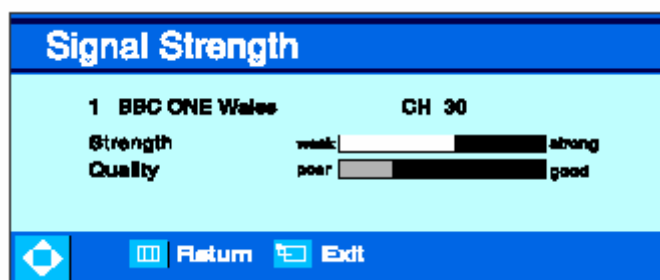 Signal Strength
1 BBC ONE Wales CH 30
Strength weak strong
Quality poor good
Return Exit